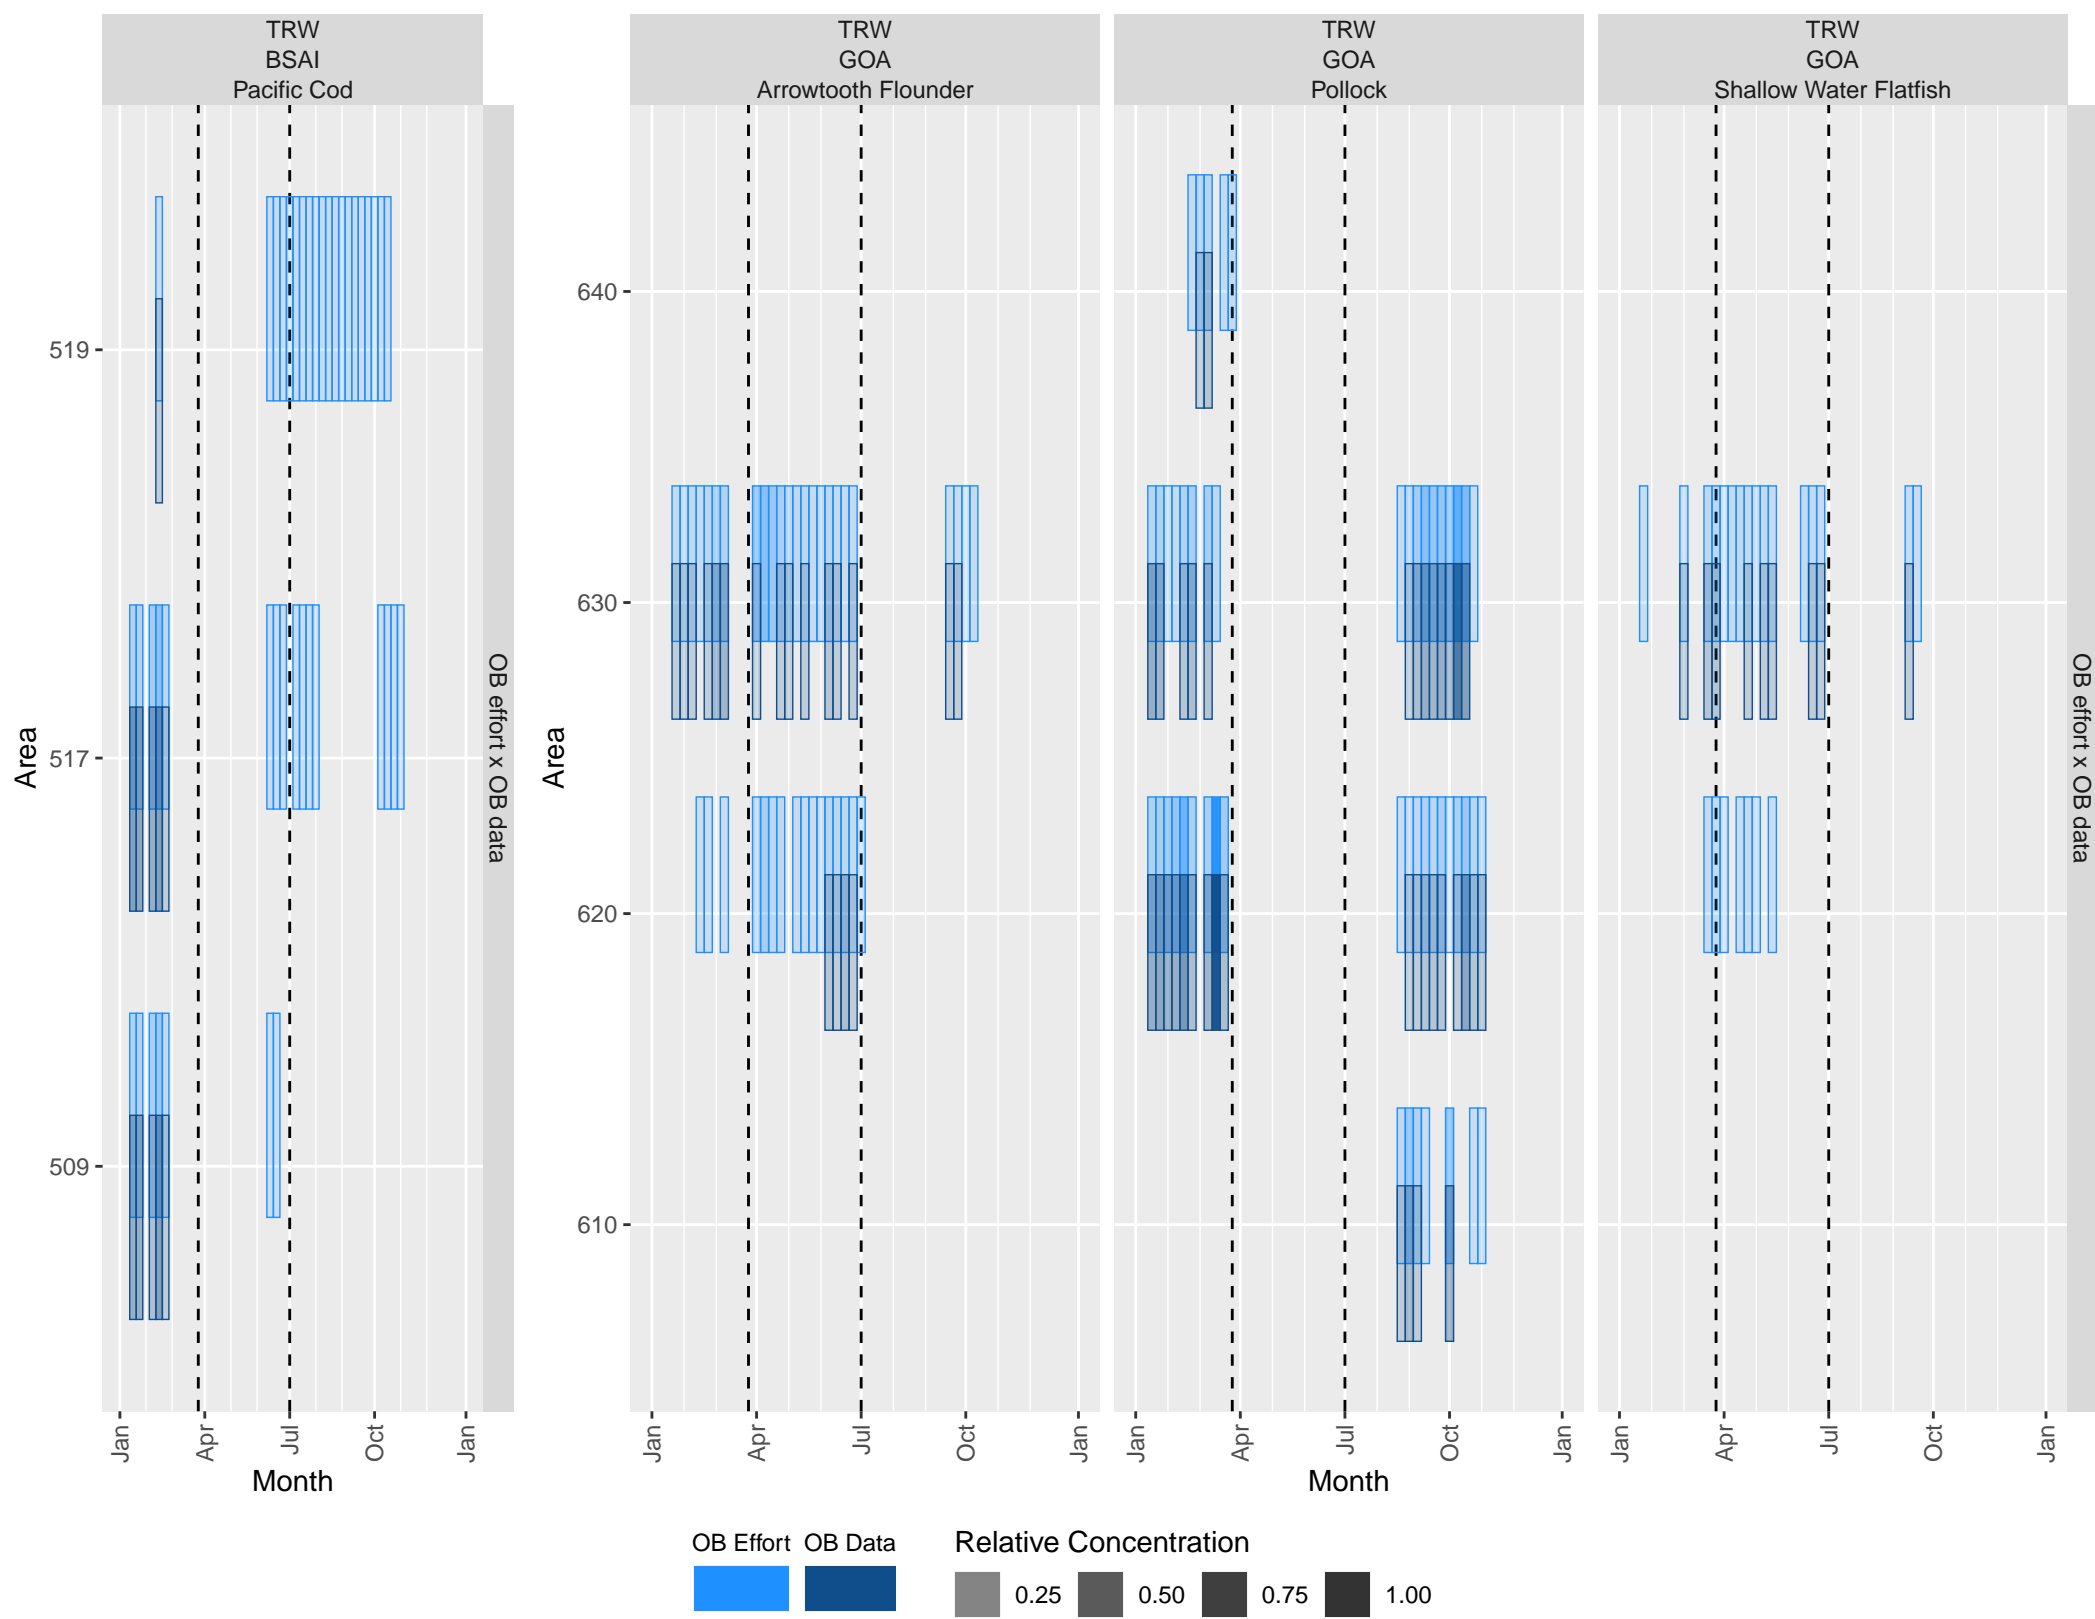 TRW
BSAI
Pacific Cod
TRW
GOA
Arrowtooth Flounder
TRW
GOA
Pollock
TRW
GOA
Shallow Water Flatfish
Area
519
517
509
OB effort x OB data
Jan
Apr
Jul
Oct
Jan
Month
Area
640
630
620
610
OB effort x OB data
Jan
Apr
Jul
Oct
Jan
Jan
Apr
Jul
Oct
Jan
Jan
Apr
Jul
Oct
Jan
Month
OB Effort OB Data
Relative Concentration
0.25 0.50 0.75 1.00